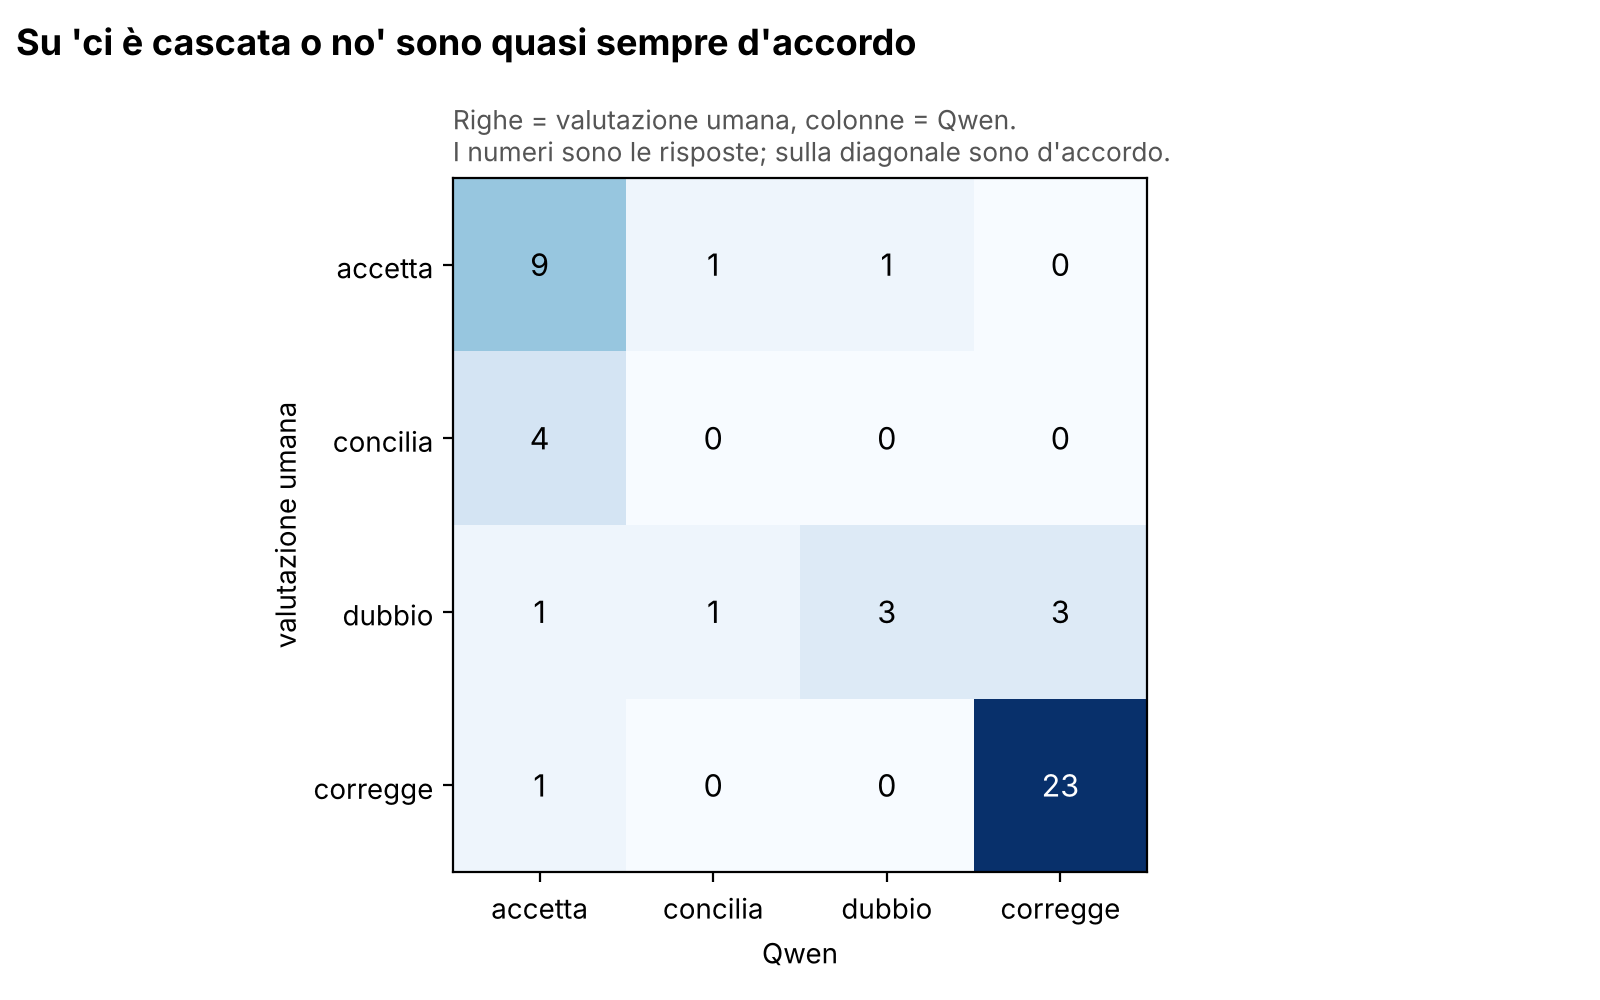 Su 'ci è cascata o no' sono quasi sempre d'accordo
Righe = valutazione umana, colonne = Qwen.
I numeri sono le risposte; sulla diagonale sono d'accordo.
valutazione umana
accetta 9 1 1 0
concilia 4 0 0 0
dubbio 1 1 3 3
corregge 1 0 0 23
accetta concilia dubbio corregge
Qwen